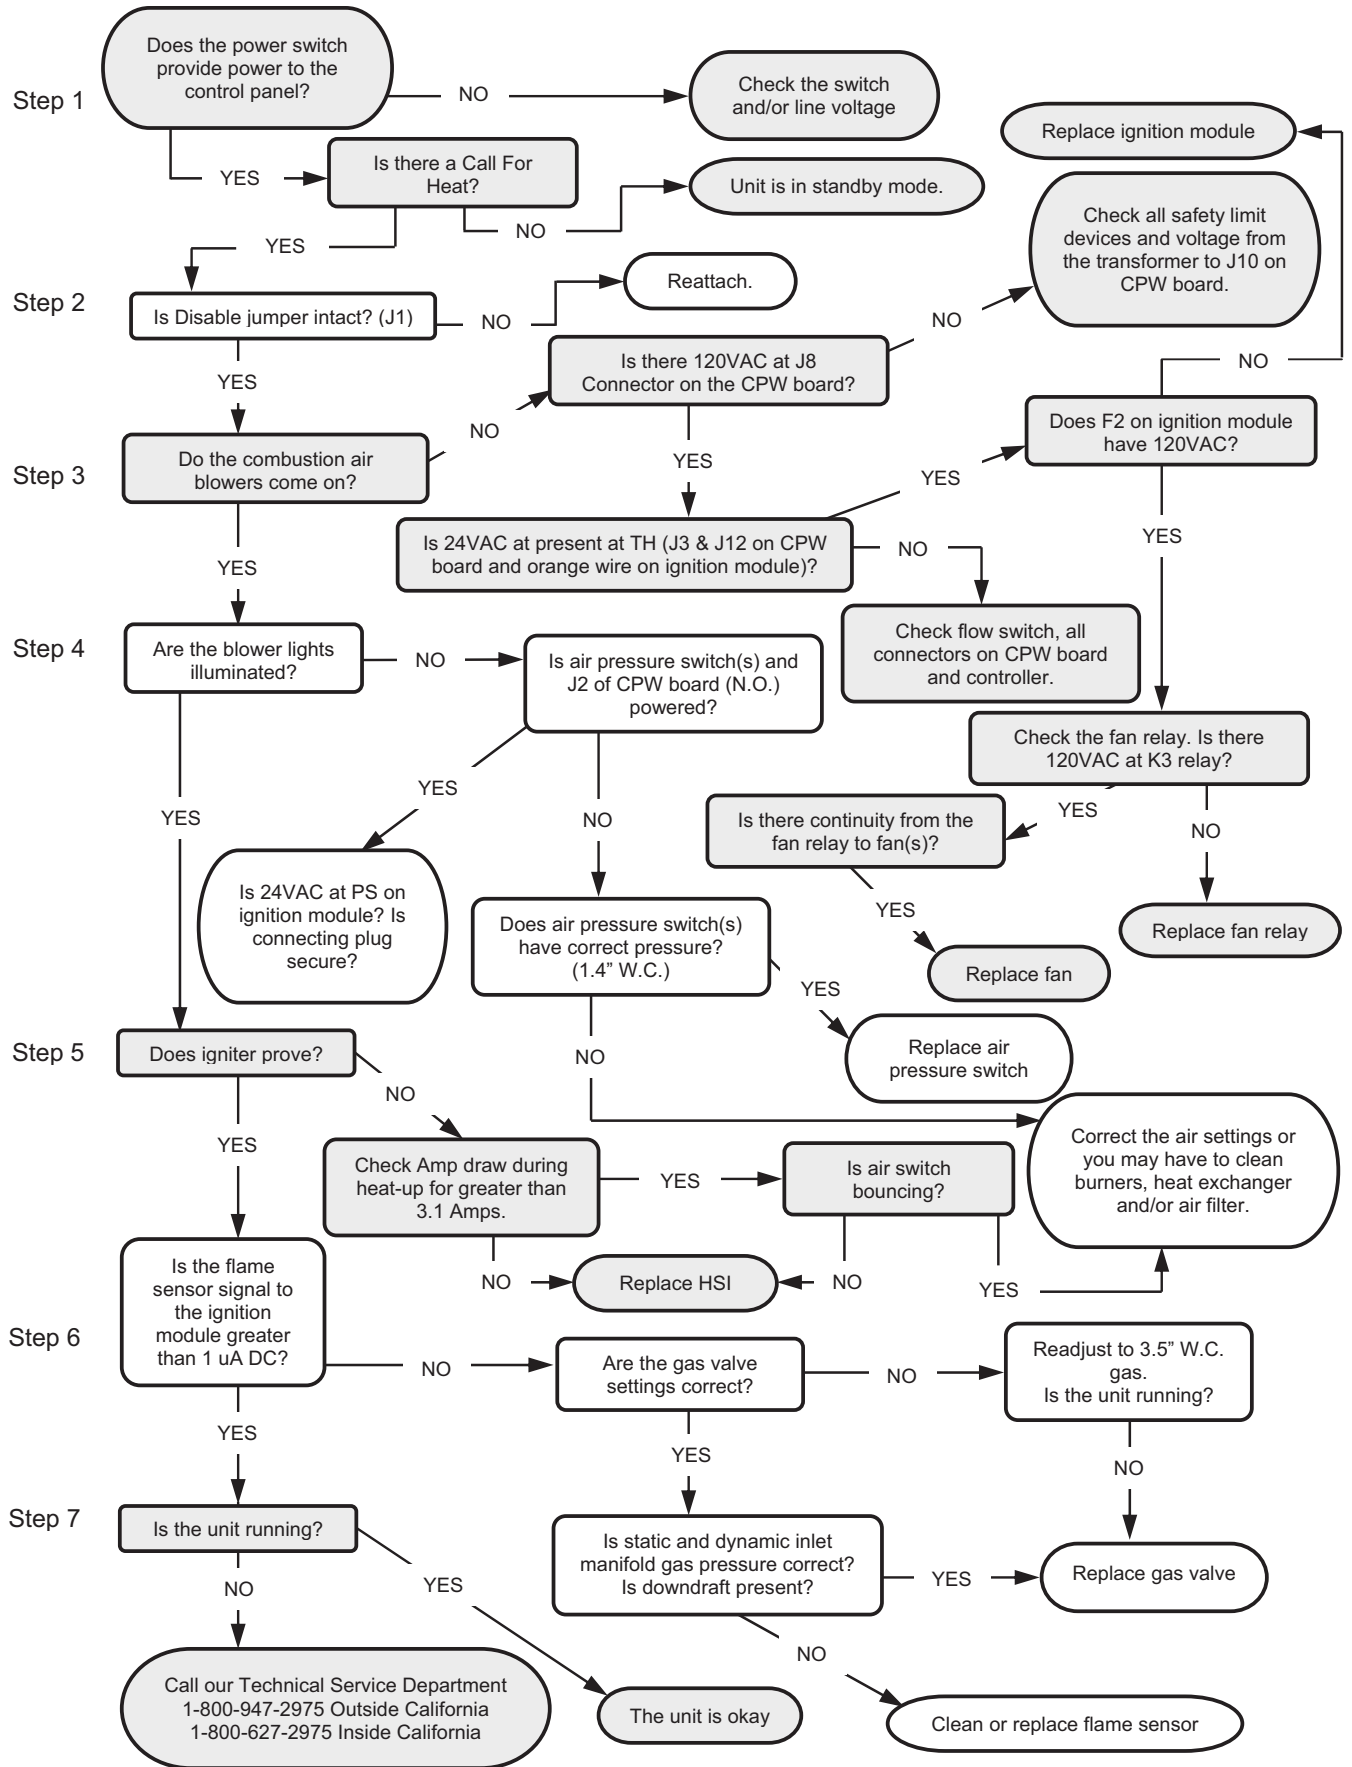 Step 1
Does the power switch
provide power to the
control panel?
NO
Check the switch
and/or line voltage
YES
Is there a Call For
Heat?
NO
Unit is in standby mode.
YES
Replace ignition module
Check all safety limit
devices and voltage from
the transformer to J10 on
CPW board.
Step 2
Is Disable jumper intact? (J1)
NO
Reattach.
YES
Is there 120VAC at J8
Connector on the CPW board?
NO
NO
Does F2 on ignition module
have 120VAC?
Step 3
Do the combustion air
blowers come on?
NO
YES
YES
Is 24VAC at present at TH (J3 & J12 on CPW
board and orange wire on ignition module)?
NO
YES
YES
Check flow switch, all
connectors on CPW board
and controller.
Step 4
Are the blower lights
illuminated?
NO
Is air pressure switch(s) and
J2 of CPW board (N.O.)
powered?
Check the fan relay. Is there
120VAC at K3 relay?
YES
YES
NO
Is there continuity from the
fan relay to fan(s)?
YES
NO
Is 24VAC at PS on
ignition module? Is
connecting plug
secure?
Does air pressure switch(s)
have correct pressure?
(1.4” W.C.)
YES
Replace fan
Replace fan relay
YES
Replace air
pressure switch
NO
Step 5
Does igniter prove?
NO
YES
Check Amp draw during
heat-up for greater than
3.1 Amps.
YES
Is air switch
bouncing?
Correct the air settings or
you may have to clean
burners, heat exchanger
and/or air filter.
NO
Replace HSI
NO
YES
Step 6
Is the flame
sensor signal to
the ignition
module greater
than 1 uA DC?
NO
Are the gas valve
settings correct?
NO
Readjust to 3.5” W.C.
gas.
Is the unit running?
YES
YES
NO
Step 7
Is the unit running?
Is static and dynamic inlet
manifold gas pressure correct?
Is downdraft present?
YES
Replace gas valve
NO
YES
NO
Call our Technical Service Department
1-800-947-2975 Outside California
1-800-627-2975 Inside California
The unit is okay
Clean or replace flame sensor